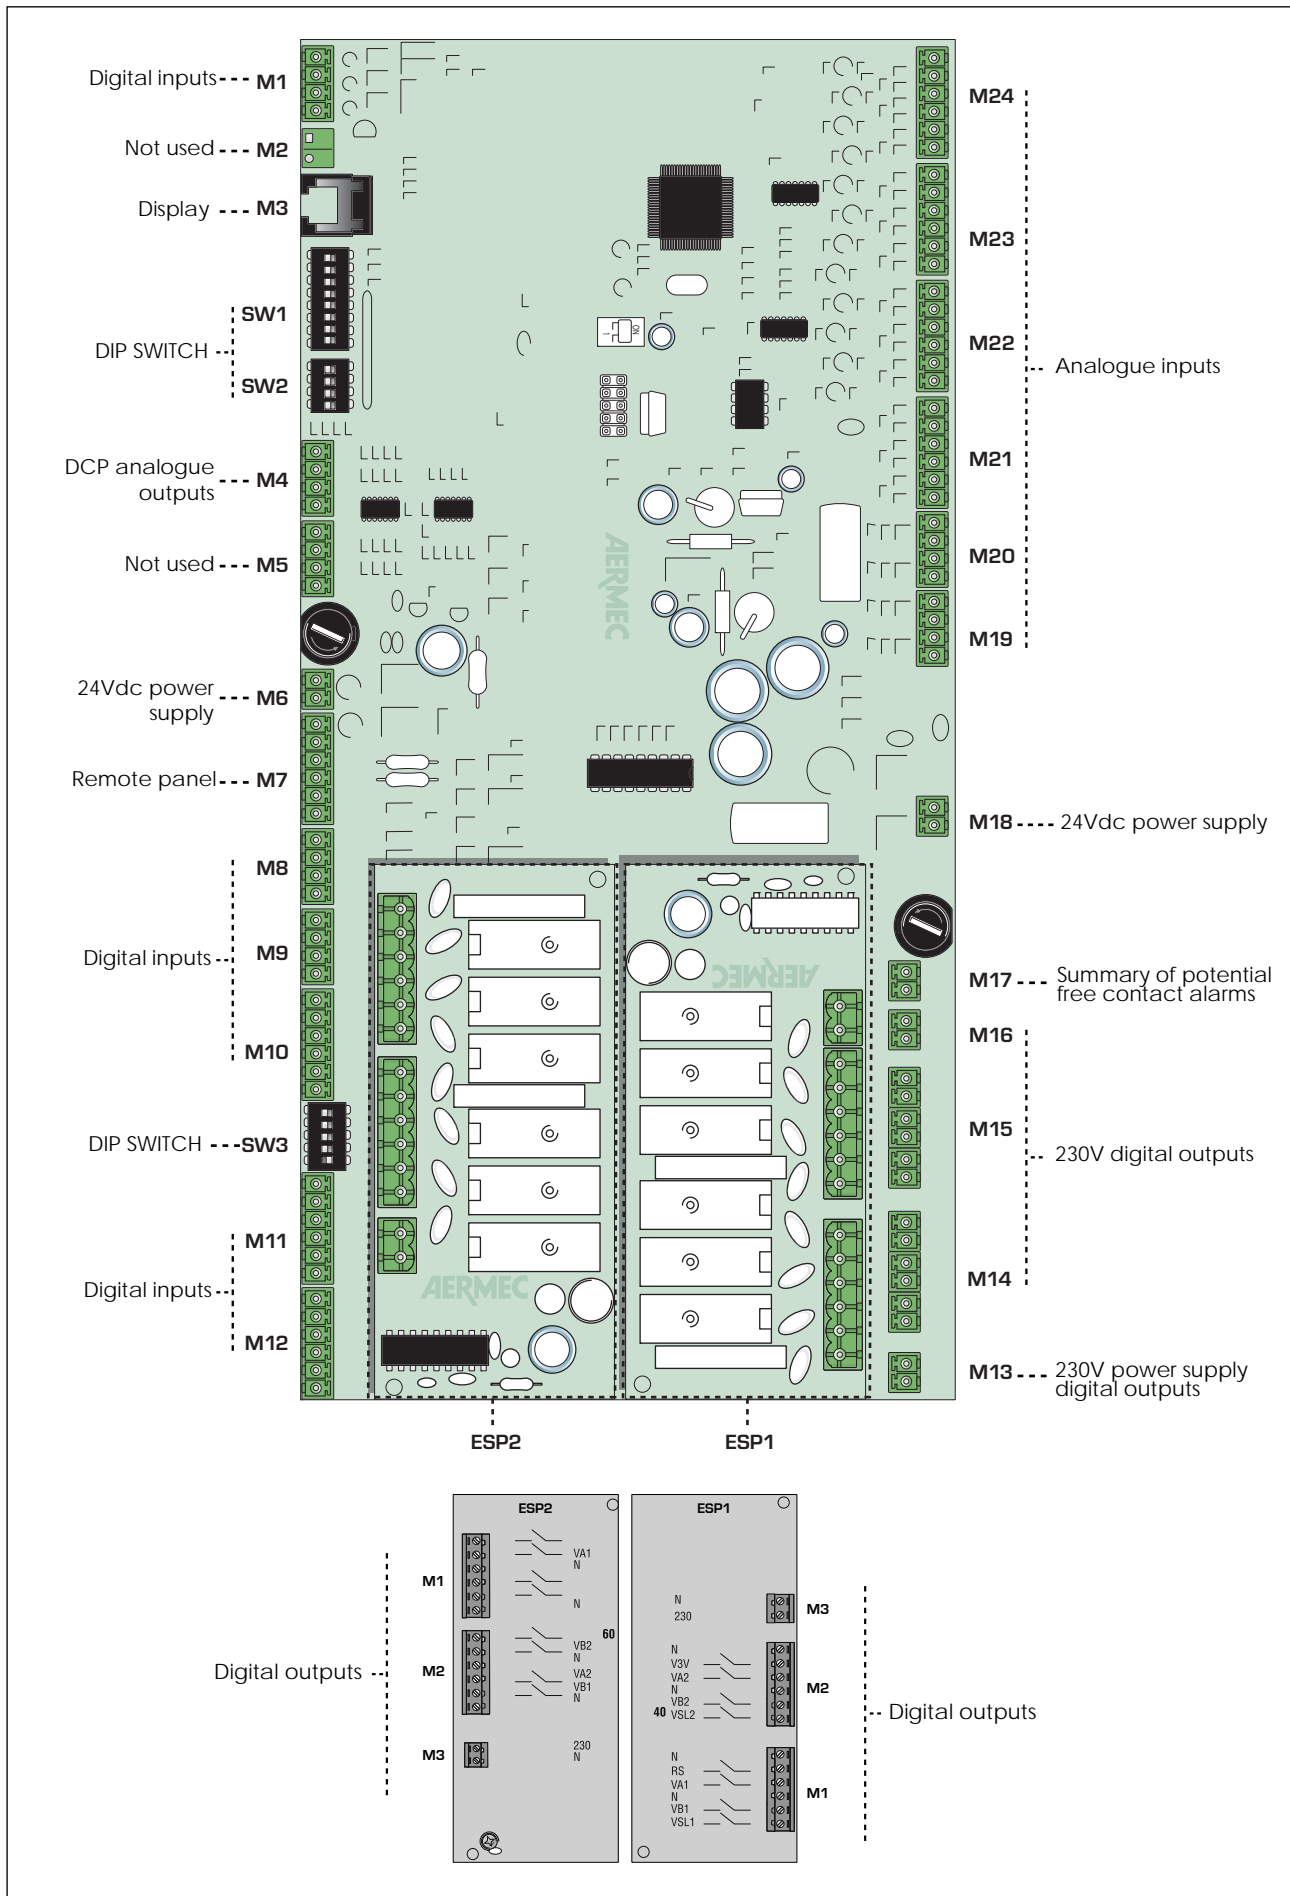 Digital inputs M1
Not used M2
Display M3
SW1
DIP SWITCH
SW2
DCP analogue
outputs
M4
Not used M5
24Vdc power
supply
M6
Remote panel M7
M8
Digital inputs
M9
M10
DIP SWITCH SW3
M11
Digital inputs
M12
M24
M23
M22
Analogue inputs
M21
M20
M19
M18 24Vdc power supply
M17 Summary of potential
free contact alarms
M16
M15
230V digital outputs
M14
M13 230V power supply
digital outputs
ON
1
AERMEC
AERMEC
AERMEC
ESP2
ESP1
ESP2
M1
VA1
N
N
60
M2
VB2
N
VA2
VB1
N
M3
230
N
Digital outputs
ESP1
N
230
M3
N
V3V
VA2
N
VB2
40 VSL2
M2
N
RS
VA1
N
VB1
VSL1
M1
Digital outputs